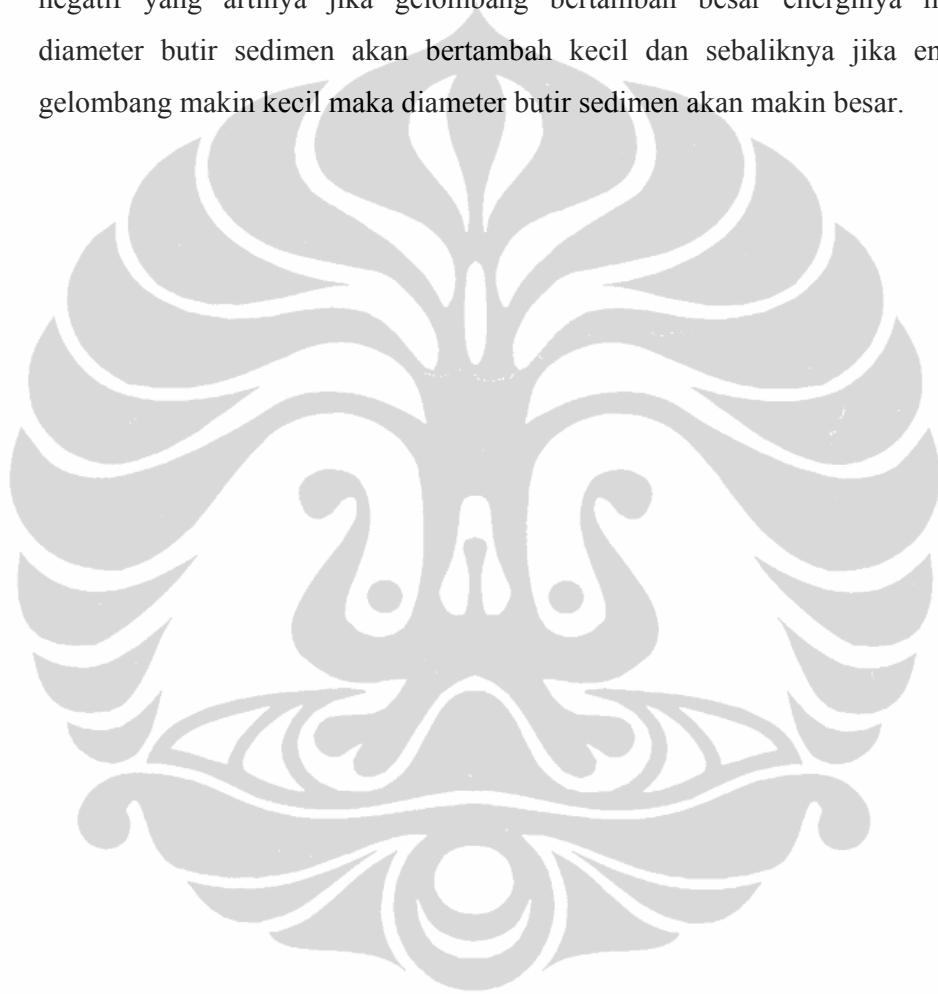 negatif yang artinya jika gelombang bertambah besar energinya
diameter butir sedimen akan bertambah kecil dan sebaliknya jika
gelombang makin kecil maka diameter butir sedimen akan makin besar.